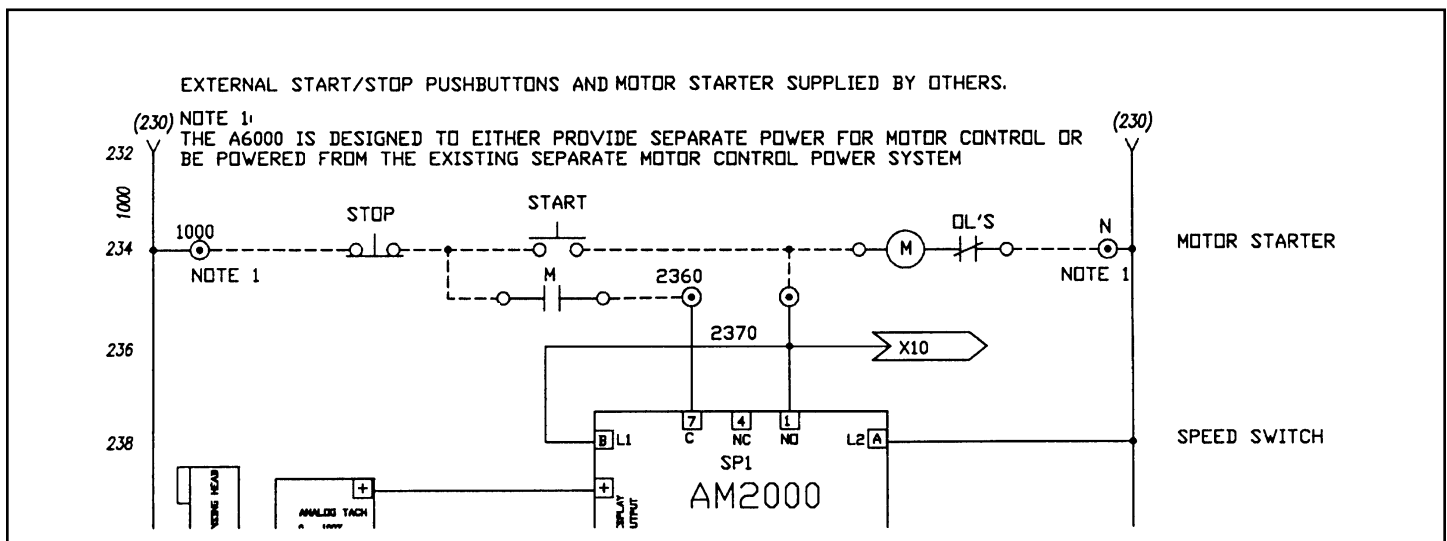 EXTERNAL START/STOP PUSHBUTTONS AND MOTOR STARTER SUPPLIED BY OTHERS.
(230)
NOTE 1:
THE A6000 IS DESIGNED TO EITHER PROVIDE SEPARATE POWER FOR MOTOR CONTROL OR
BE POWERED FROM THE EXISTING SEPARATE MOTOR CONTROL POWER SYSTEM
(230)
232
1000
STOP
START
OL'S
1000
M
N
MOTOR STARTER
234
NOTE 1
NOTE 1
M
2360
2370
236
X10
7
4
1
C
NC
NO
238
B L1
L2 A
SPEED SWITCH
SP1
AM2000
+
+
ANALOG TACH